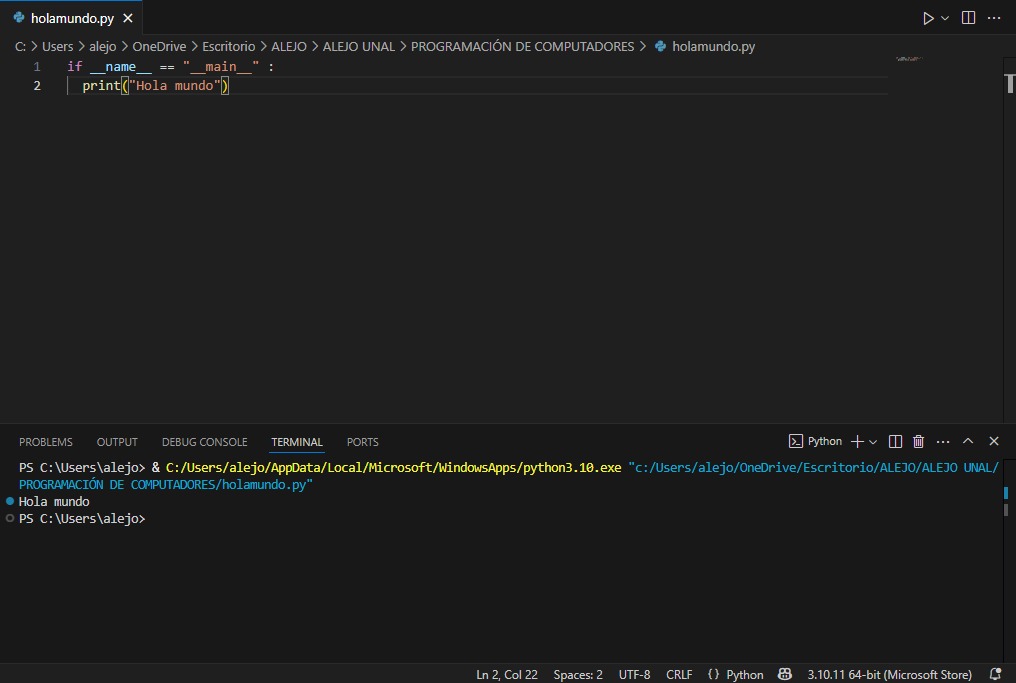 holamundo.py
C: > Users > alejo > OneDrive > Escritorio > ALEJO > ALEJO UNAL > PROGRAMACIÓN DE COMPUTADORES > holamundo.py
1 if __name__ == "__main__" :
2 print("Hola mundo")
PROBLEMS OUTPUT DEBUG CONSOLE TERMINAL PORTS Python
PS C:\Users\alejo> & C:/Users/alejo/AppData/Local/Microsoft/WindowsApps/python3.10.exe "c:/Users/alejo/OneDrive/Escritorio/ALEJO/ALEJO UNAL/
PROGRAMACIÓN DE COMPUTADORES/holamundo.py"
Hola mundo
PS C:\Users\alejo>
Ln 2, Col 22 Spaces: 2 UTF-8 CRLF {} Python 3.10.11 64-bit (Microsoft Store)